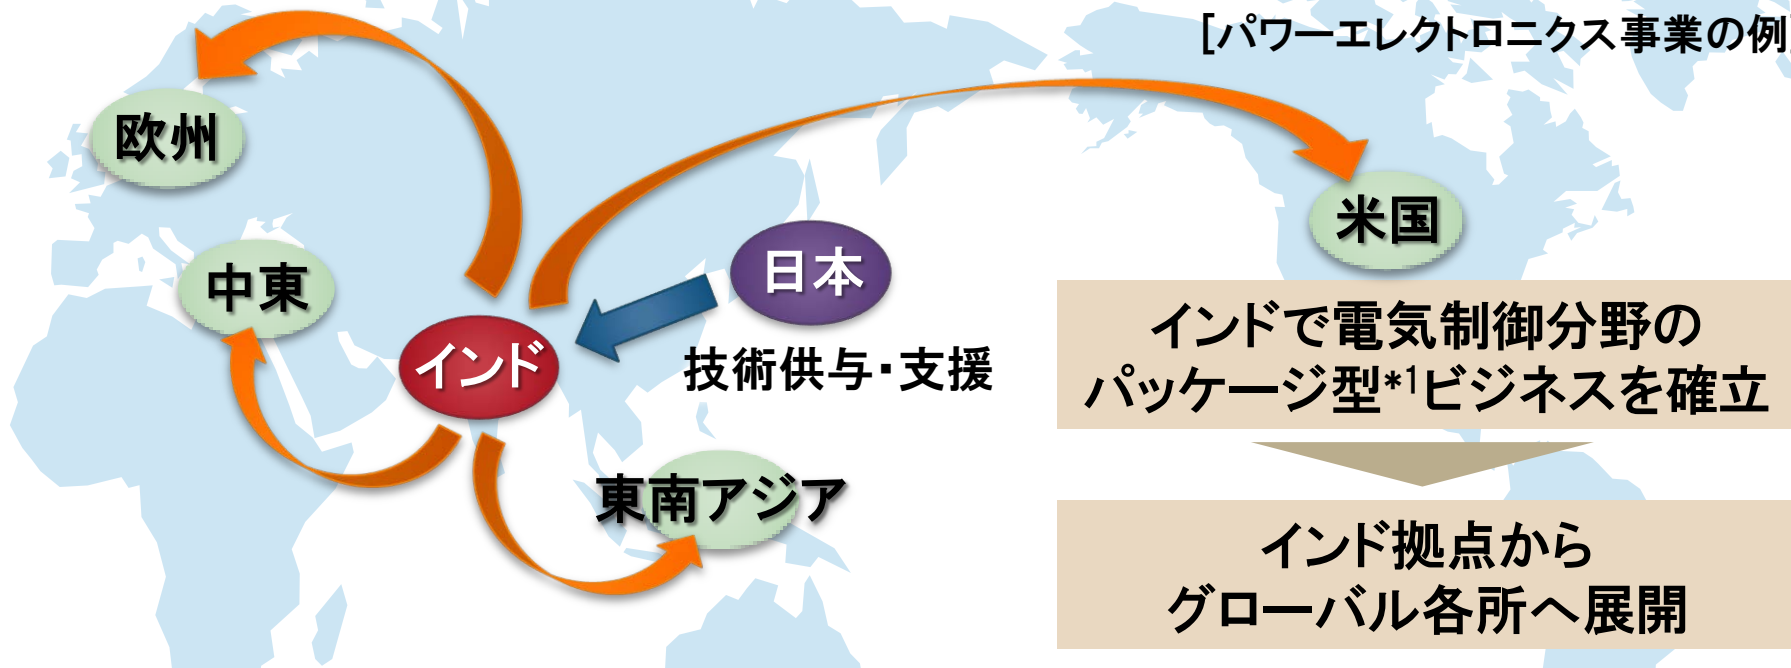 [パワーエレクトロニクス事業の例
欧州
米国
日本
中東
インド
技術供与・支援
東南アジア
インドで電気制御分野の
パッケージ型*1ビジネスを確立
インド拠点から
グローバル各所へ展開